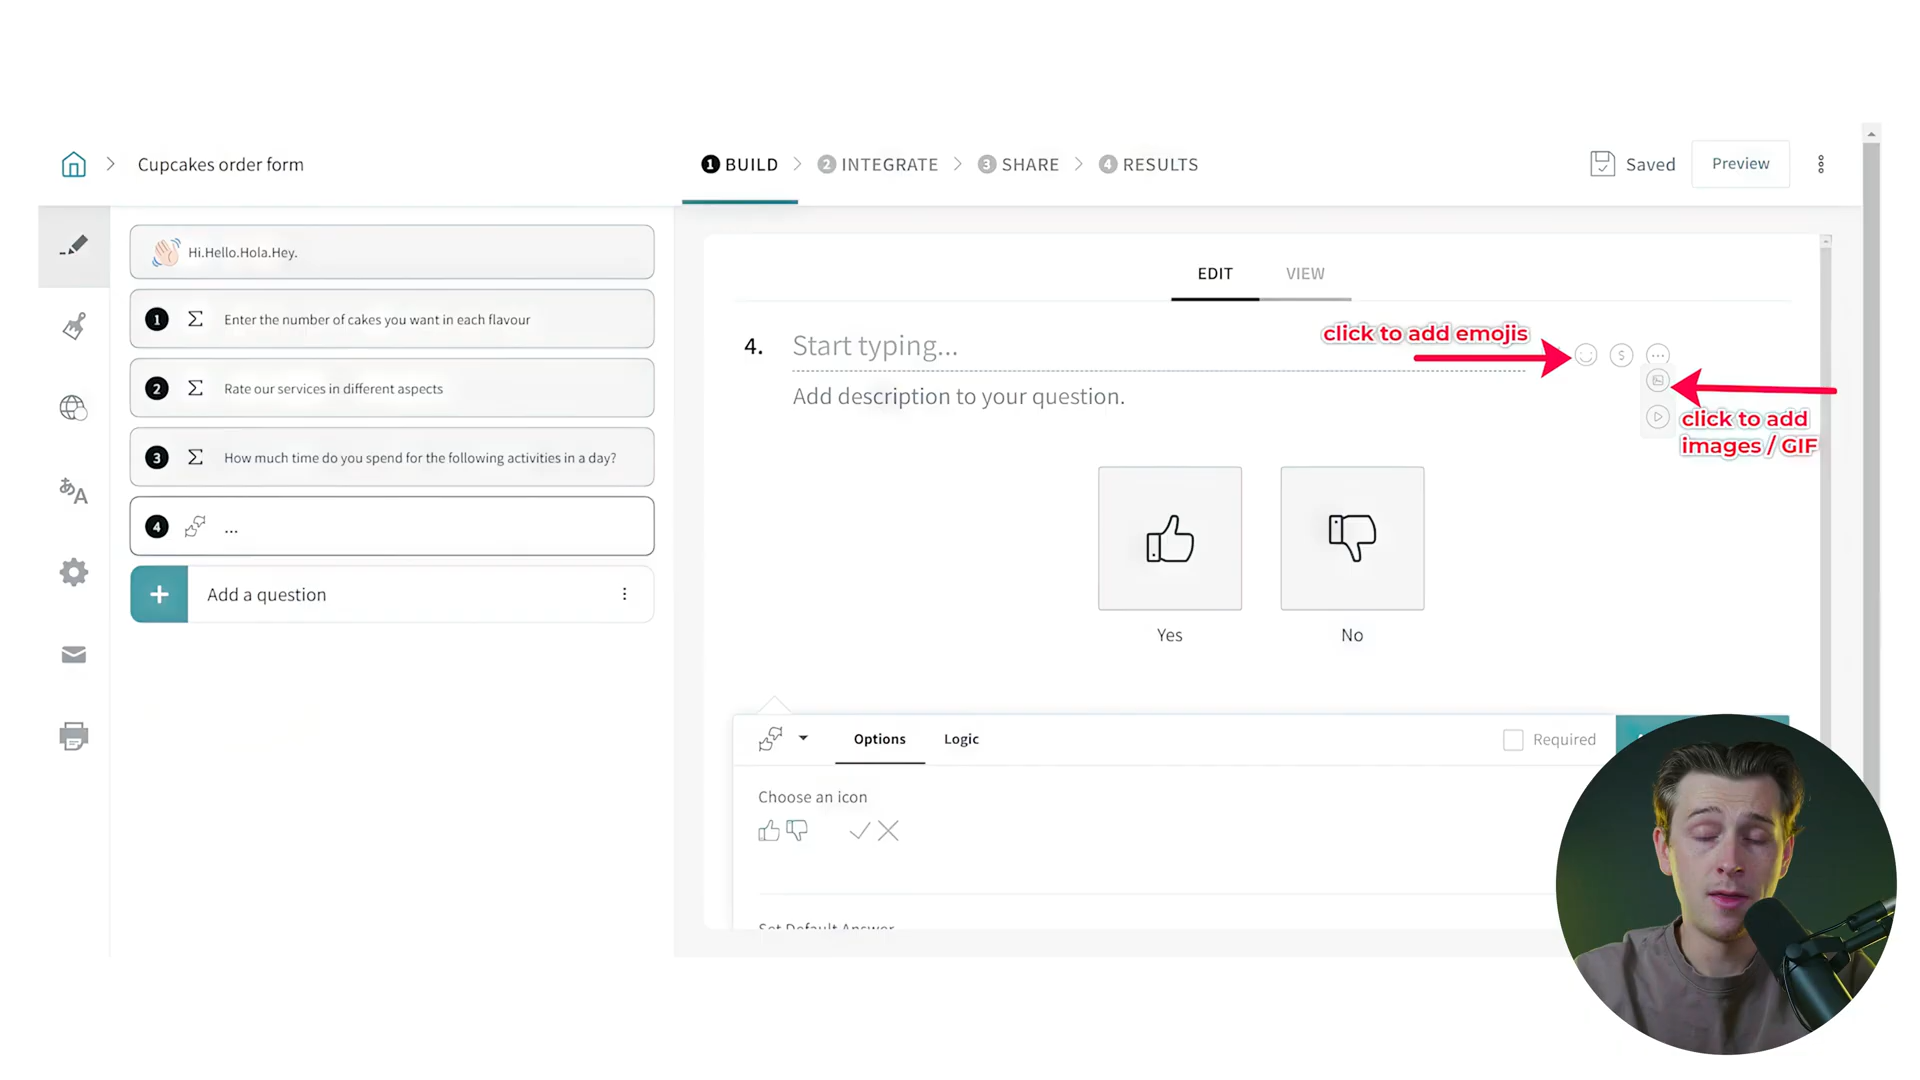 Cupcakes order form
1 BUILD
2 INTEGRATE
3 SHARE
4 RESULTS
Saved
Preview
Hi.Hello.Hola.Hey.
1 Σ Enter the number of cakes you want in each flavour
2 Σ Rate our services in different aspects
3 Σ How much time do you spend for the following activities in a day?
4 ...
+ Add a question
EDIT
VIEW
4. Start typing...
Add description to your question.
click to add emojis
$
click to add
images / GIF
Yes
No
Options
Logic
Required
Choose an icon
Set Default Answer